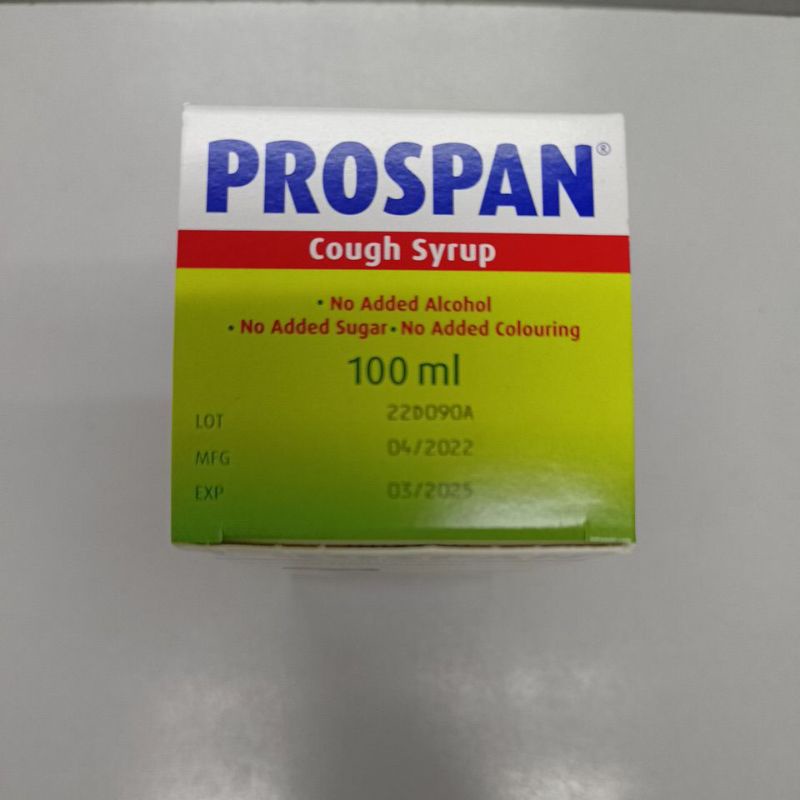 PROSPAN®
Cough Syrup
• No Added Alcohol
• No Added Sugar • No Added Colouring
100 ml
LOT 22D090A
MFG 04/2022
EXP 03/2025